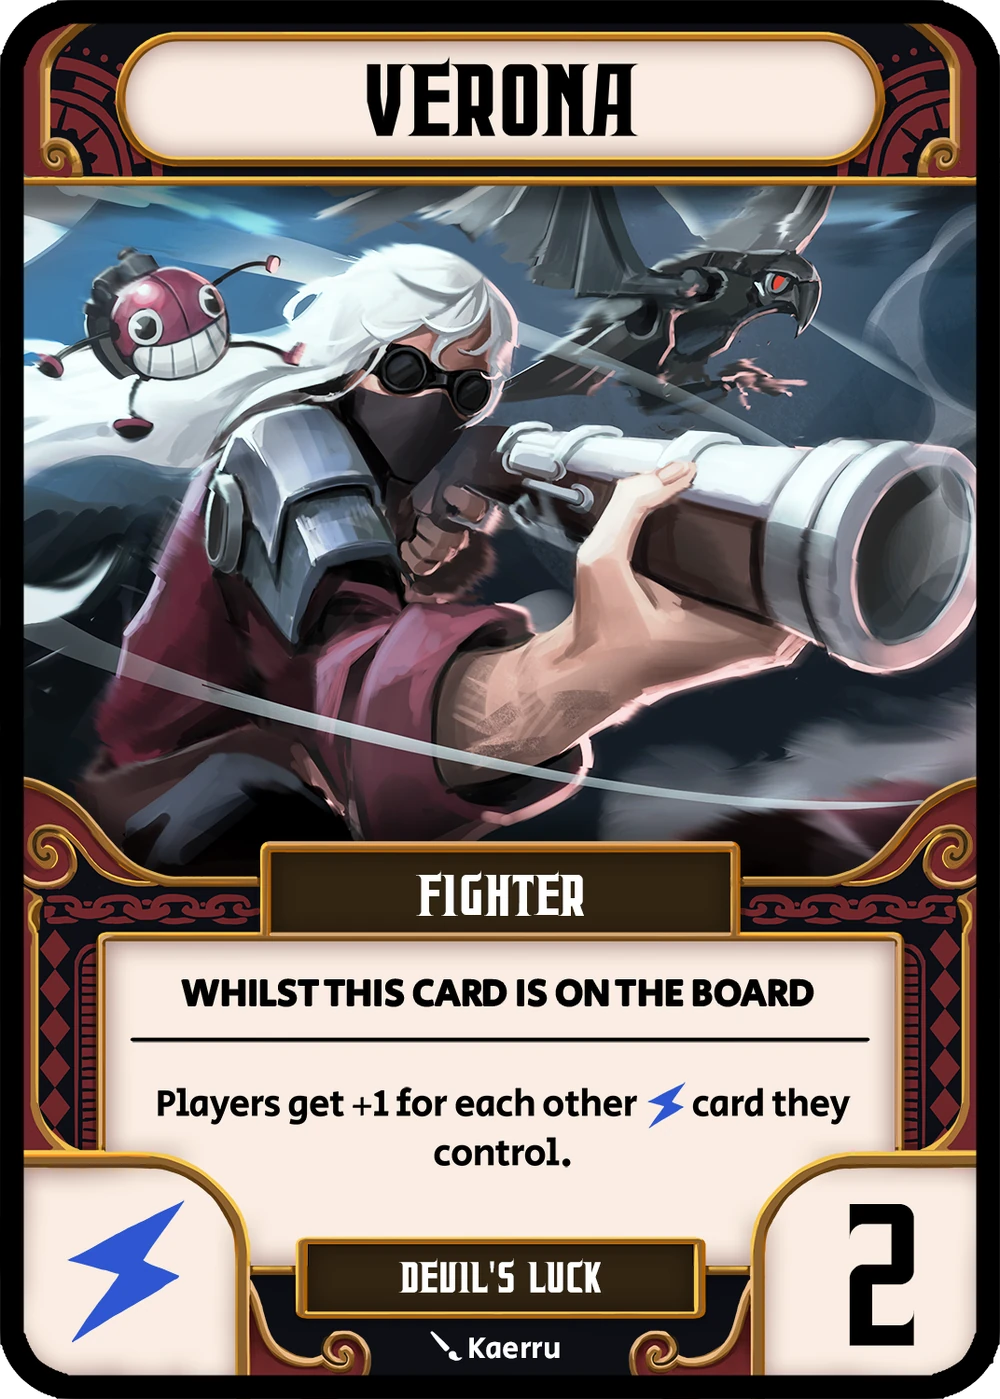 VERONA
FIGHTER
WHILST THIS CARD IS ON THE BOARD
Players get +1 for each other card they
control.
DEVIL'S LUCK
2
Kaerru